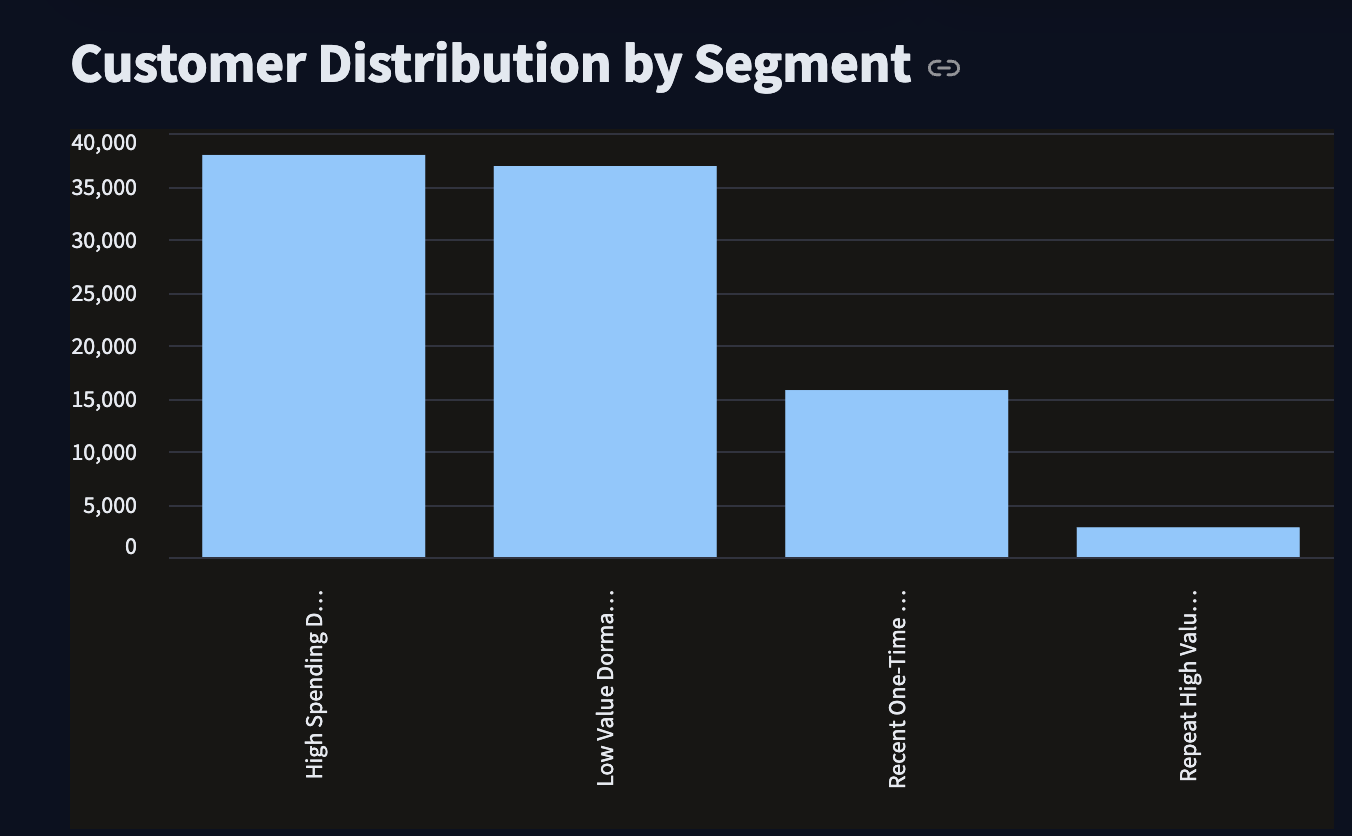 Customer Distribution by Segment
40,000
35,000
30,000
25,000
20,000
15,000
10,000
5,000
0
High Spending D...
Low Value Dorma...
Recent One-Time ...
Repeat High Valu...